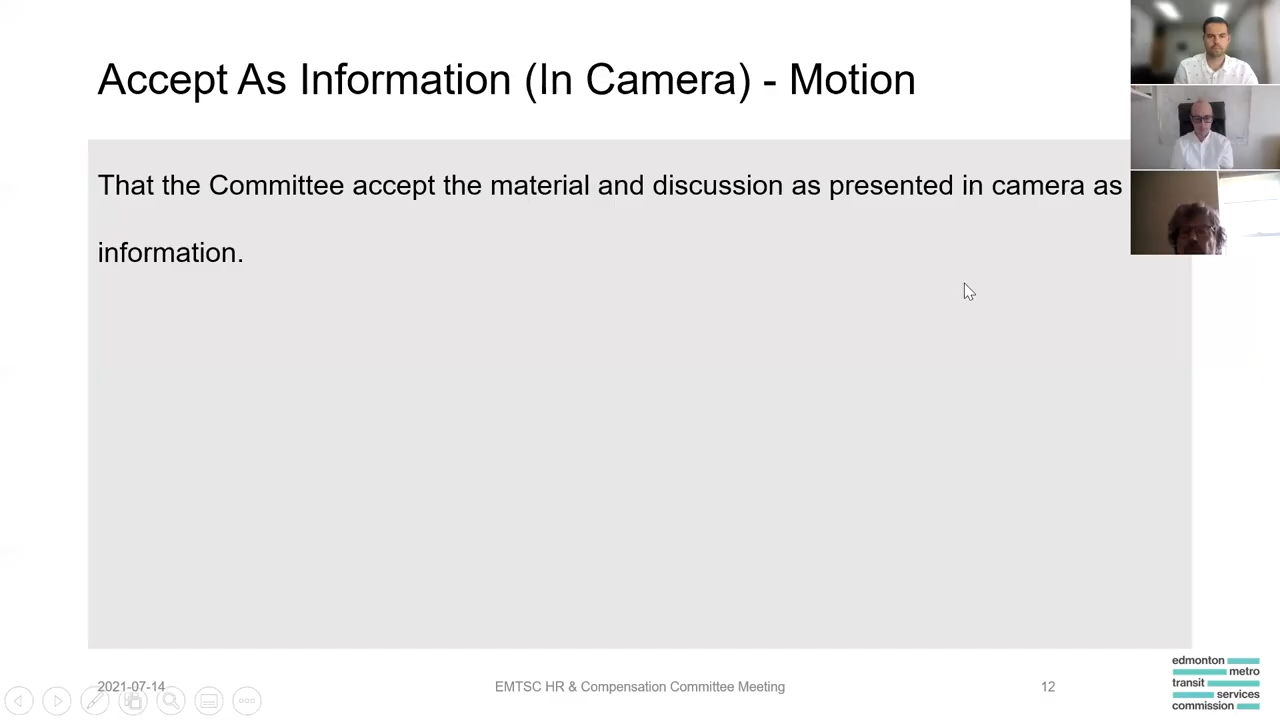 Accept As Information (In Camera) - Motion
That the Committee accept the material and discussion as presented in camera as
information.
2021-07-14
EMTSC HR & Compensation Committee Meeting
12
edmonton
metro
transit
services
commission